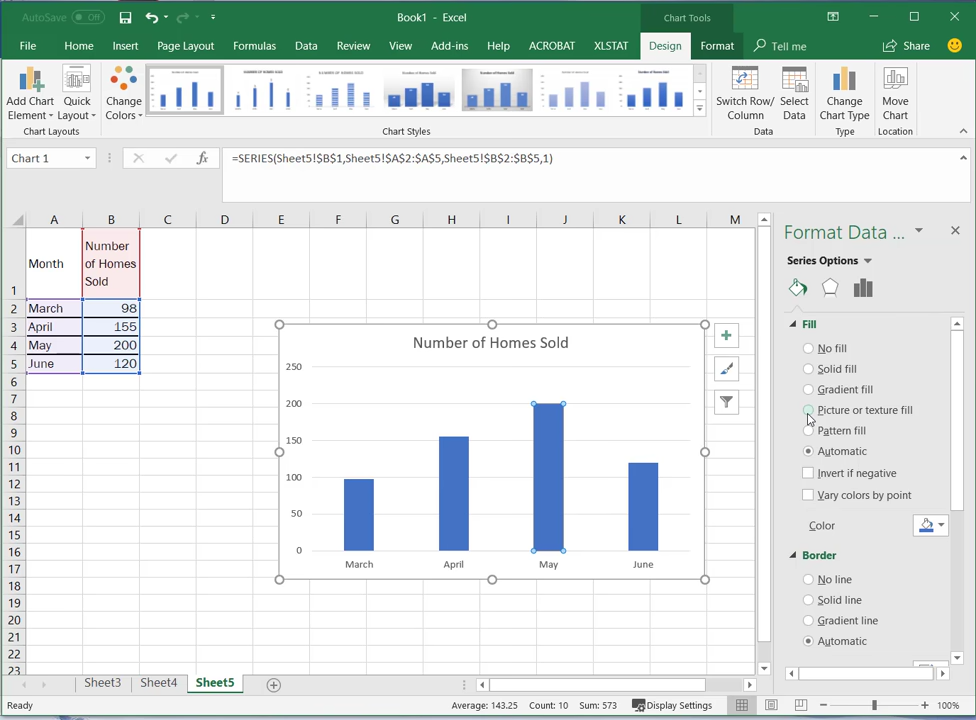 AutoSave Off Book1 - Excel Chart Tools
File Home Insert Page Layout Formulas Data Review View Add-ins Help ACROBAT XLSTAT Design Format Tell me Share
Add Chart Element Quick Layout Change Colors Switch Row/ Column Select Data Change Chart Type Move Chart
Chart Layouts Chart Styles Data Type Location
Chart 1 fx =SERIES(Sheet5!$B$1,Sheet5!$A$2:$A$5,Sheet5!$B$2:$B$5,1)
A B C D E F G H I J K L M
1 Month Number of Homes Sold
2 March 98
3 April 155
4 May 200
5 June 120
6
7
8
9
10
11
12
13
14
15
16
17
18
19
20
21
22
23
Number of Homes Sold
250
200
150
100
50
0
March April May June
Format Data ...
Series Options
Fill
No fill
Solid fill
Gradient fill
Picture or texture fill
Pattern fill
Automatic
Invert if negative
Vary colors by point
Color
Border
No line
Solid line
Gradient line
Automatic
Sheet3 Sheet4 Sheet5
Ready Average: 143.25 Count: 10 Sum: 573 Display Settings 100%